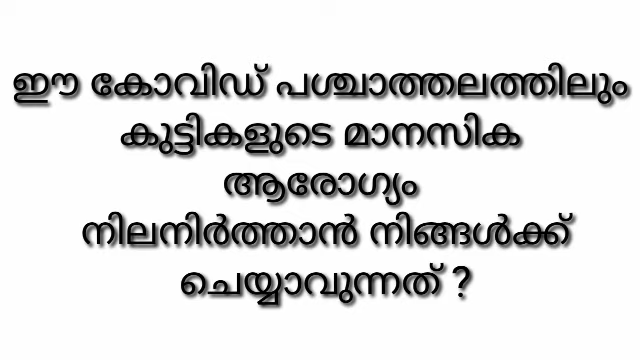 ഈ കോവിഡ് പശ്ചാത്തലത്തിലും
കുട്ടികളുടെ മാനസിക
ആരോഗ്യം
നിലനിർത്താൻ നിങ്ങൾക്ക്
ചെയ്യാവുന്നത് ?